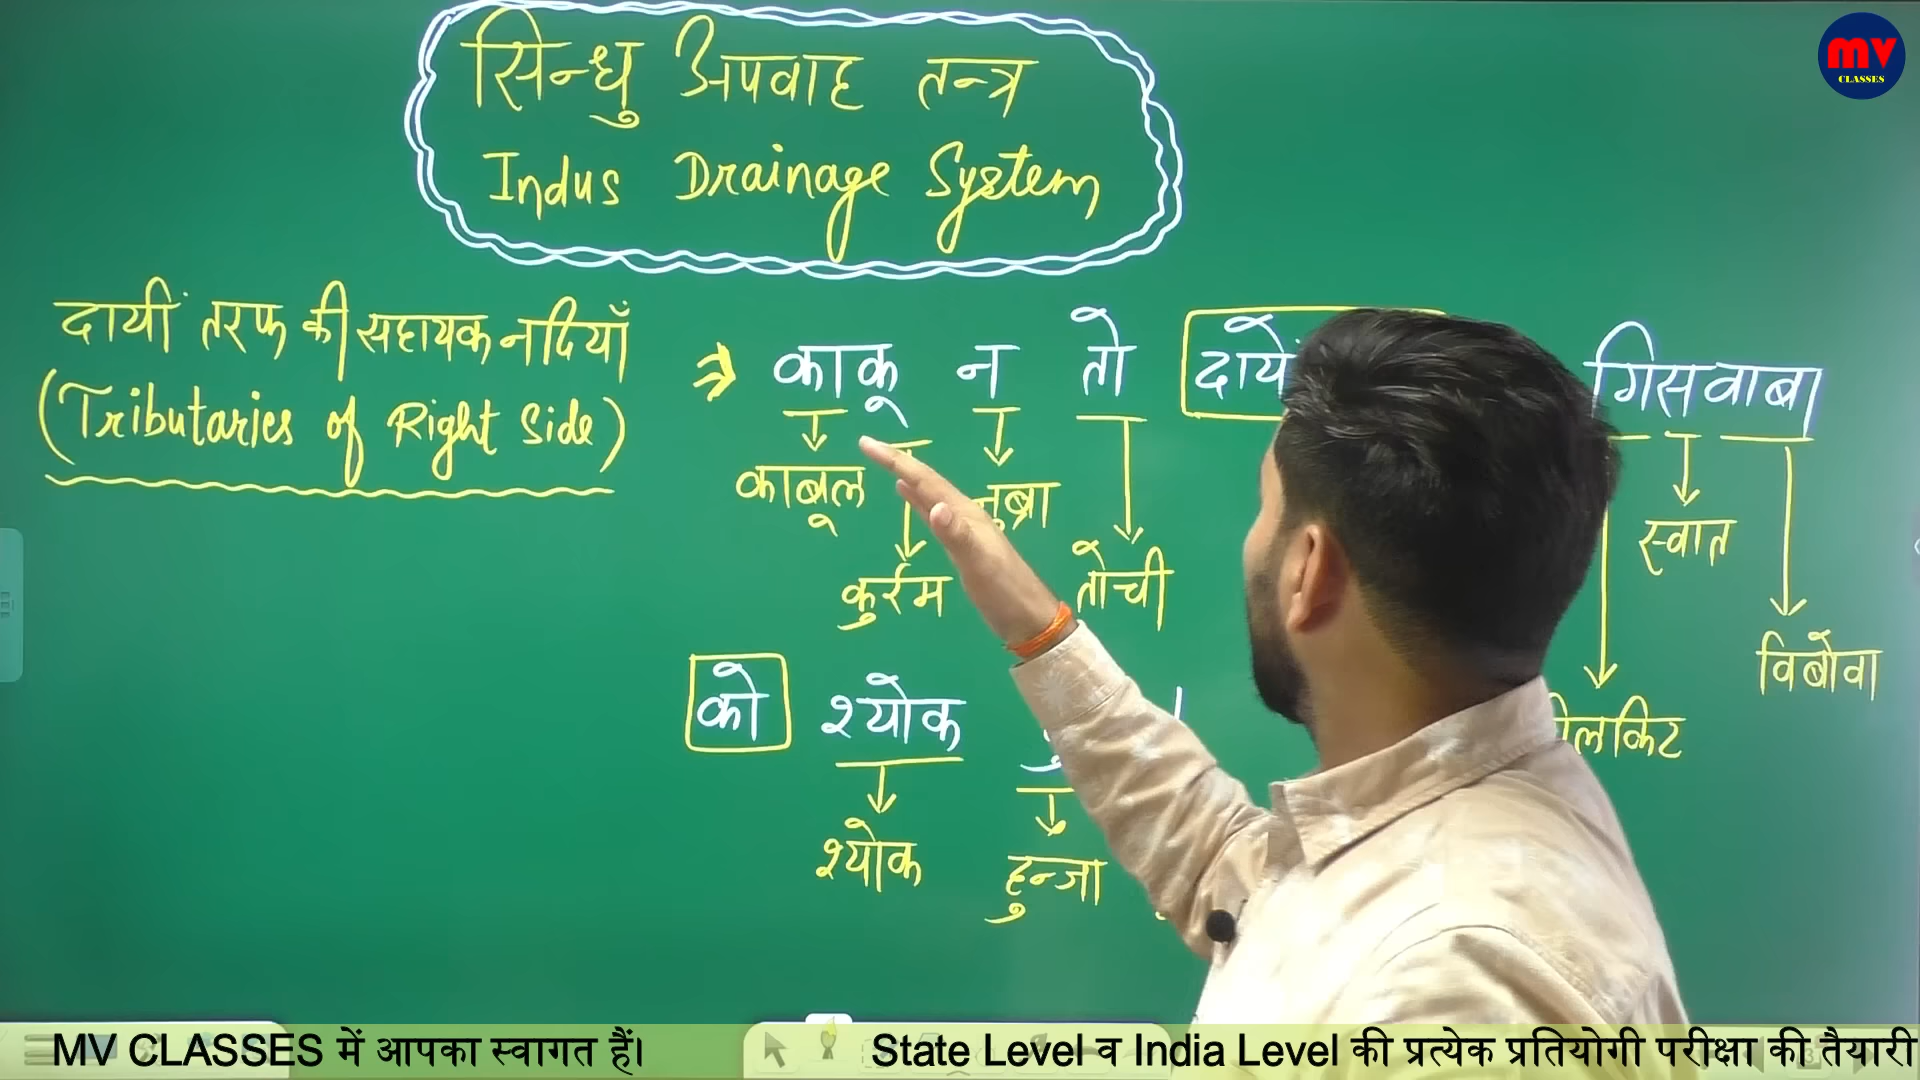 सिन्धु अपवाह तन्त्र
Indus Drainage System
MV
CLASSES
दायीं तरफ की सहायक नदियाँ
(Tributaries of Right Side)
काकू न तो दायें गिसवाबा
काबूल नुब्रा स्वात
कुर्रम तोची विबोवा
को श्योक
श्योक हुन्जा
MV CLASSES में आपका स्वागत हैं।
State Level व India Level की प्रत्येक प्रतियोगी परीक्षा की तैयारी